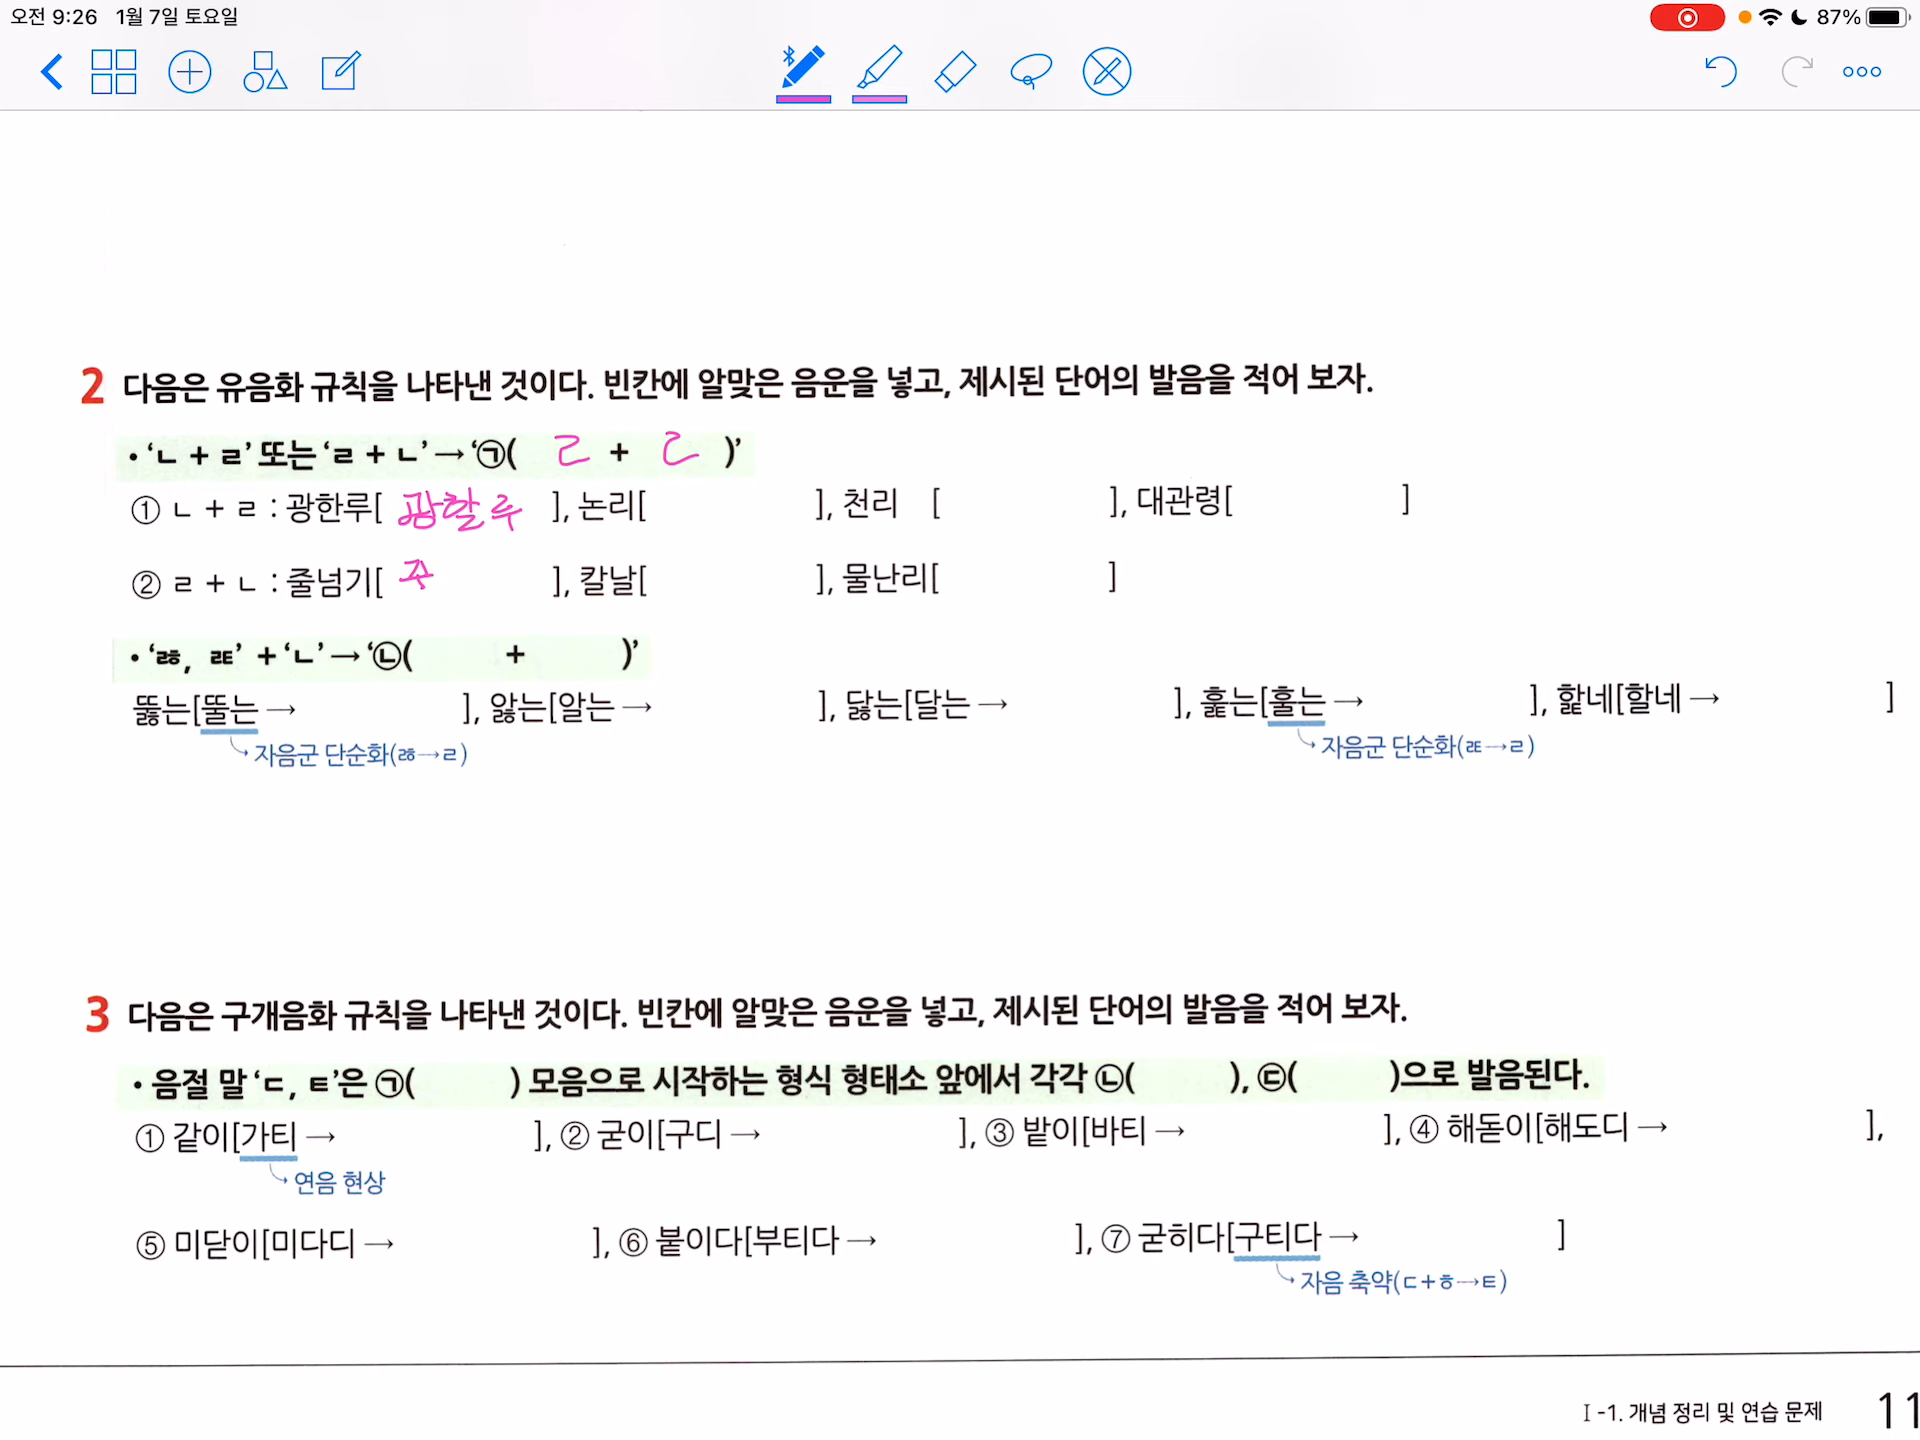 오전 9:26 1월 7일 토요일 87%
2 다음은 유음화 규칙을 나타낸 것이다. 빈칸에 알맞은 음운을 넣고, 제시된 단어의 발음을 적어 보자.
• ‘ㄴ + ㄹ’ 또는 ‘ㄹ + ㄴ’ → ‘㉠( ㄹ + ㄹ )’
① ㄴ + ㄹ : 광한루[ 광할루 ], 논리[ ], 천리 [ ], 대관령[ ]
② ㄹ + ㄴ : 줄넘기[ 주 ], 칼날[ ], 물난리[ ]
• ‘ㅀ, ㄾ’ + ‘ㄴ’ → ‘㉡( + )’
뚫는[뚤는 → ], 앓는[알는 → ], 닳는[달는 → ], 훑는[훌는 → ], 핥네[할네 → ]
자음군 단순화(ㅀ→ㄹ) 자음군 단순화(ㄾ→ㄹ)
3 다음은 구개음화 규칙을 나타낸 것이다. 빈칸에 알맞은 음운을 넣고, 제시된 단어의 발음을 적어 보자.
• 음절 말 ‘ㄷ, ㅌ’은 ㉠( ) 모음으로 시작하는 형식 형태소 앞에서 각각 ㉡( ), ㉢( )으로 발음된다.
① 같이[가티 → ], ② 굳이[구디 → ], ③ 밭이[바티 → ], ④ 해돋이[해도디 → ],
연음 현상
⑤ 미닫이[미다디 → ], ⑥ 붙이다[부티다 → ], ⑦ 굳히다[구티다 → ]
자음 축약(ㄷ+ㅎ→ㅌ)
Ⅰ-1. 개념 정리 및 연습 문제 11